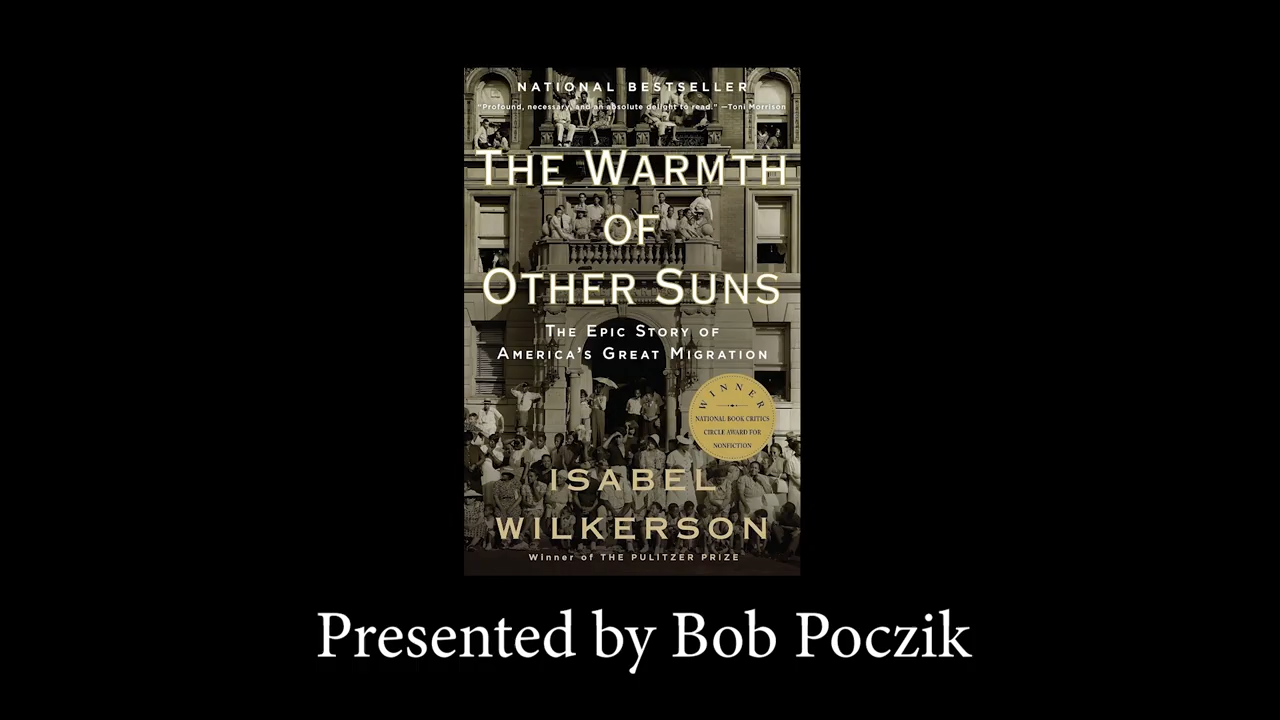 NATIONAL BESTSELLER
"Profound, necessary, and an absolute delight to read." —Toni Morrison
THE WARMTH
OF
OTHER SUNS
THE EPIC STORY OF
AMERICA'S GREAT MIGRATION
WINNER
NATIONAL BOOK CRITICS
CIRCLE AWARD FOR
NONFICTION
ISABEL
WILKERSON
Winner of THE PULITZER PRIZE
Presented by Bob Poczik